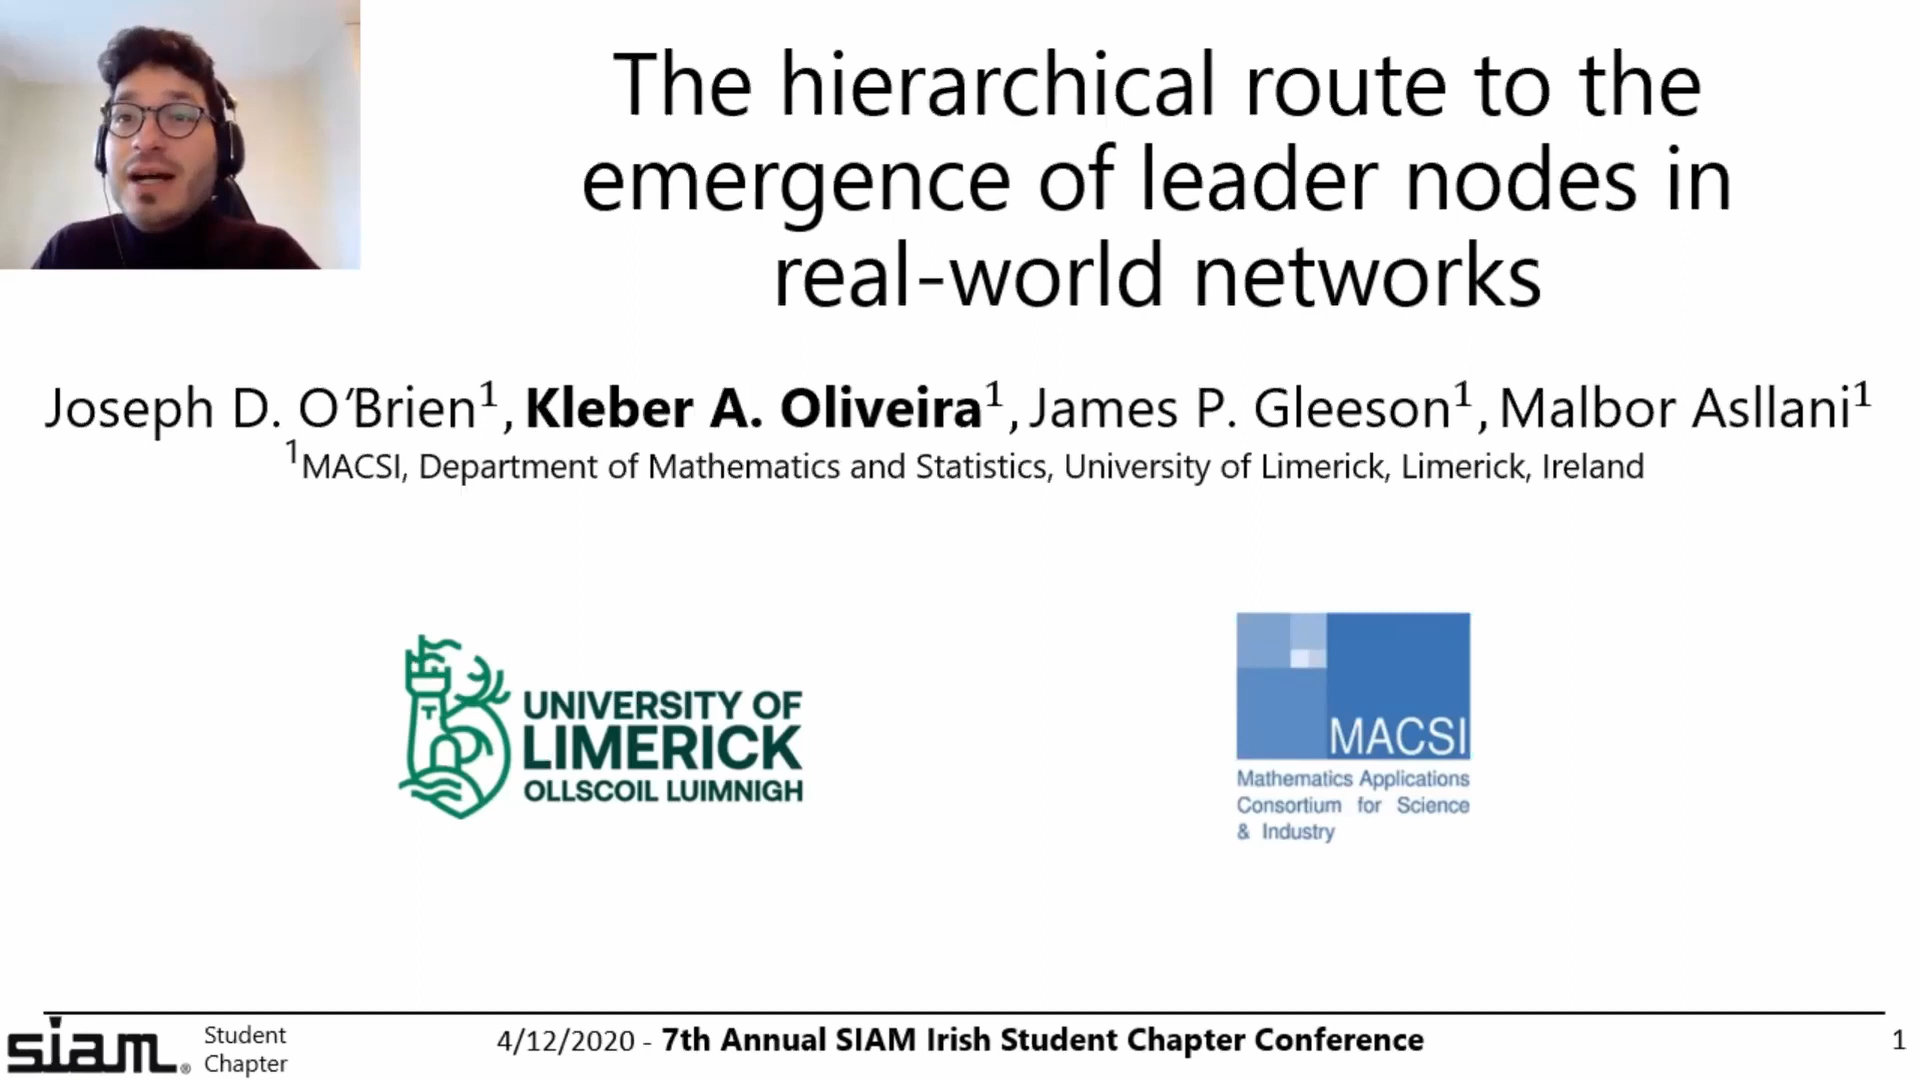 The hierarchical route to the
emergence of leader nodes in
real-world networks
Joseph D. O'Brien¹, Kleber A. Oliveira¹, James P. Gleeson¹, Malbor Asllani¹
¹MACSI, Department of Mathematics and Statistics, University of Limerick, Limerick, Ireland
UNIVERSITY OF
LIMERICK
OLLSCOIL LUIMNIGH
MACSI
Mathematics Applications
Consortium for Science
& Industry
siam®
Student
Chapter
4/12/2020 - 7th Annual SIAM Irish Student Chapter Conference
1